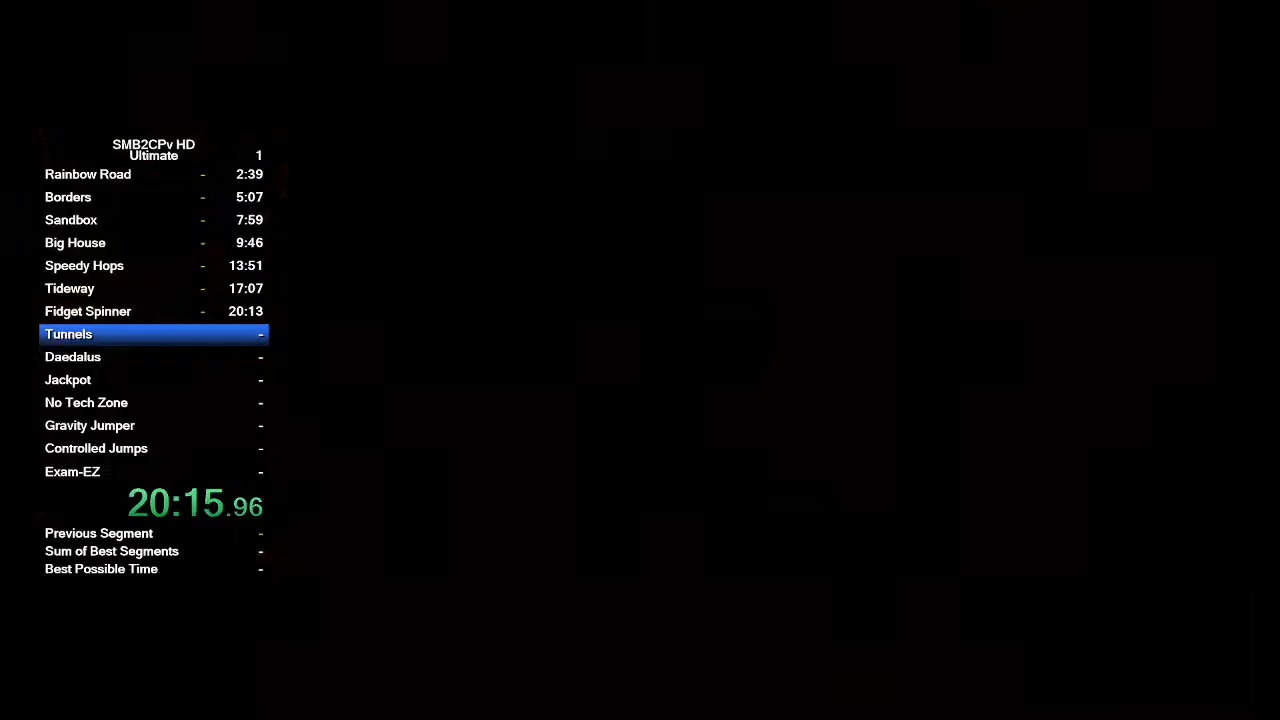 SMB2CPv HD
Ultimate 1
Rainbow Road - 2:39
Borders - 5:07
Sandbox - 7:59
Big House - 9:46
Speedy Hops - 13:51
Tideway - 17:07
Fidget Spinner - 20:13
Tunnels -
Daedalus -
Jackpot -
No Tech Zone -
Gravity Jumper -
Controlled Jumps -
Exam-EZ -
20:15.96
Previous Segment -
Sum of Best Segments -
Best Possible Time -